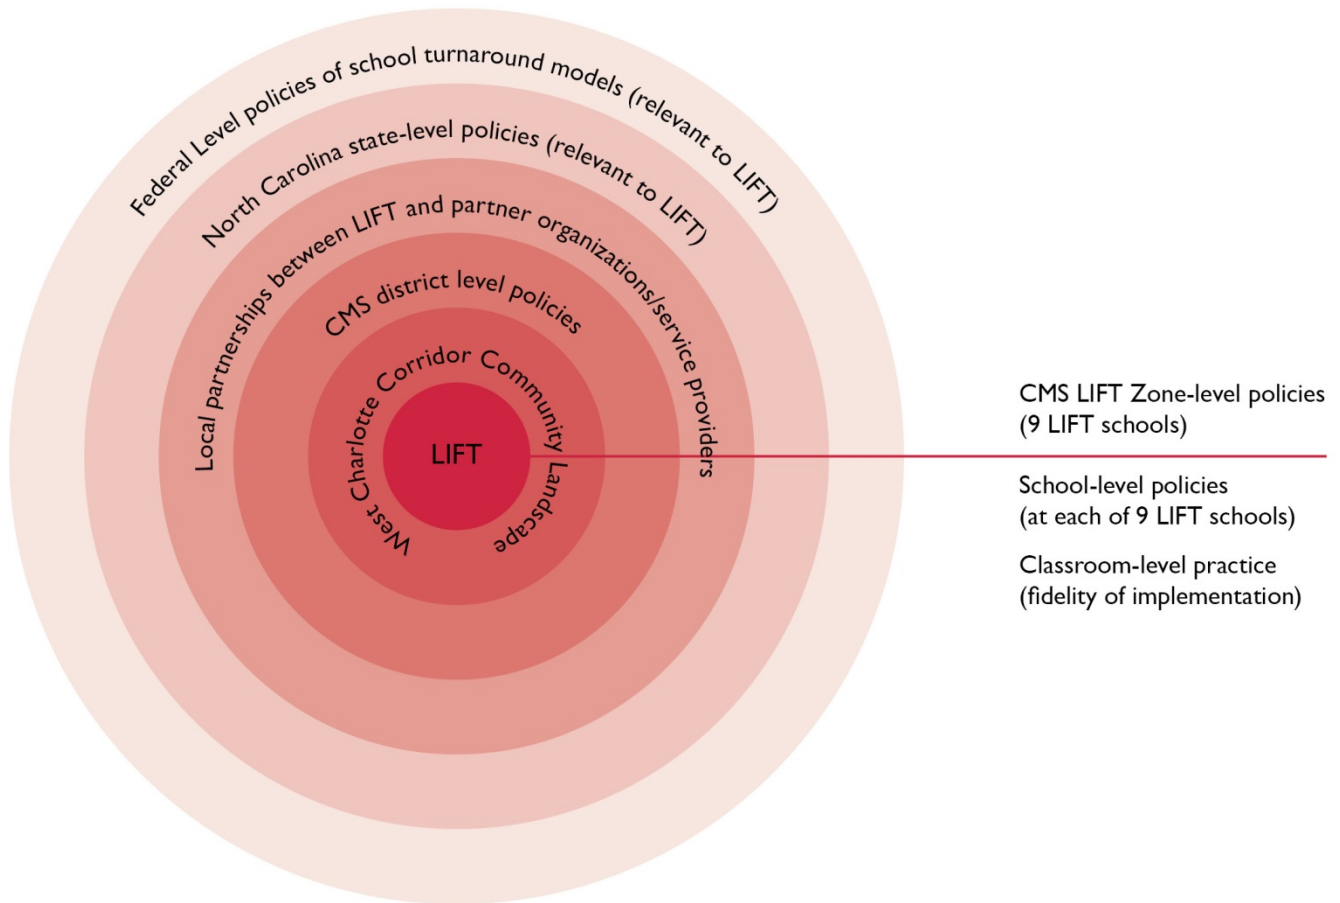 Federal Level policies of school turnaround models (relevant to LIFT)
North Carolina state-level policies (relevant to LIFT)
Local partnerships between LIFT and partner organizations/service providers
CMS district level policies
West Charlotte Corridor Community Landscape
LIFT
CMS LIFT Zone-level policies
(9 LIFT schools)
School-level policies
(at each of 9 LIFT schools)
Classroom-level practice
(fidelity of implementation)